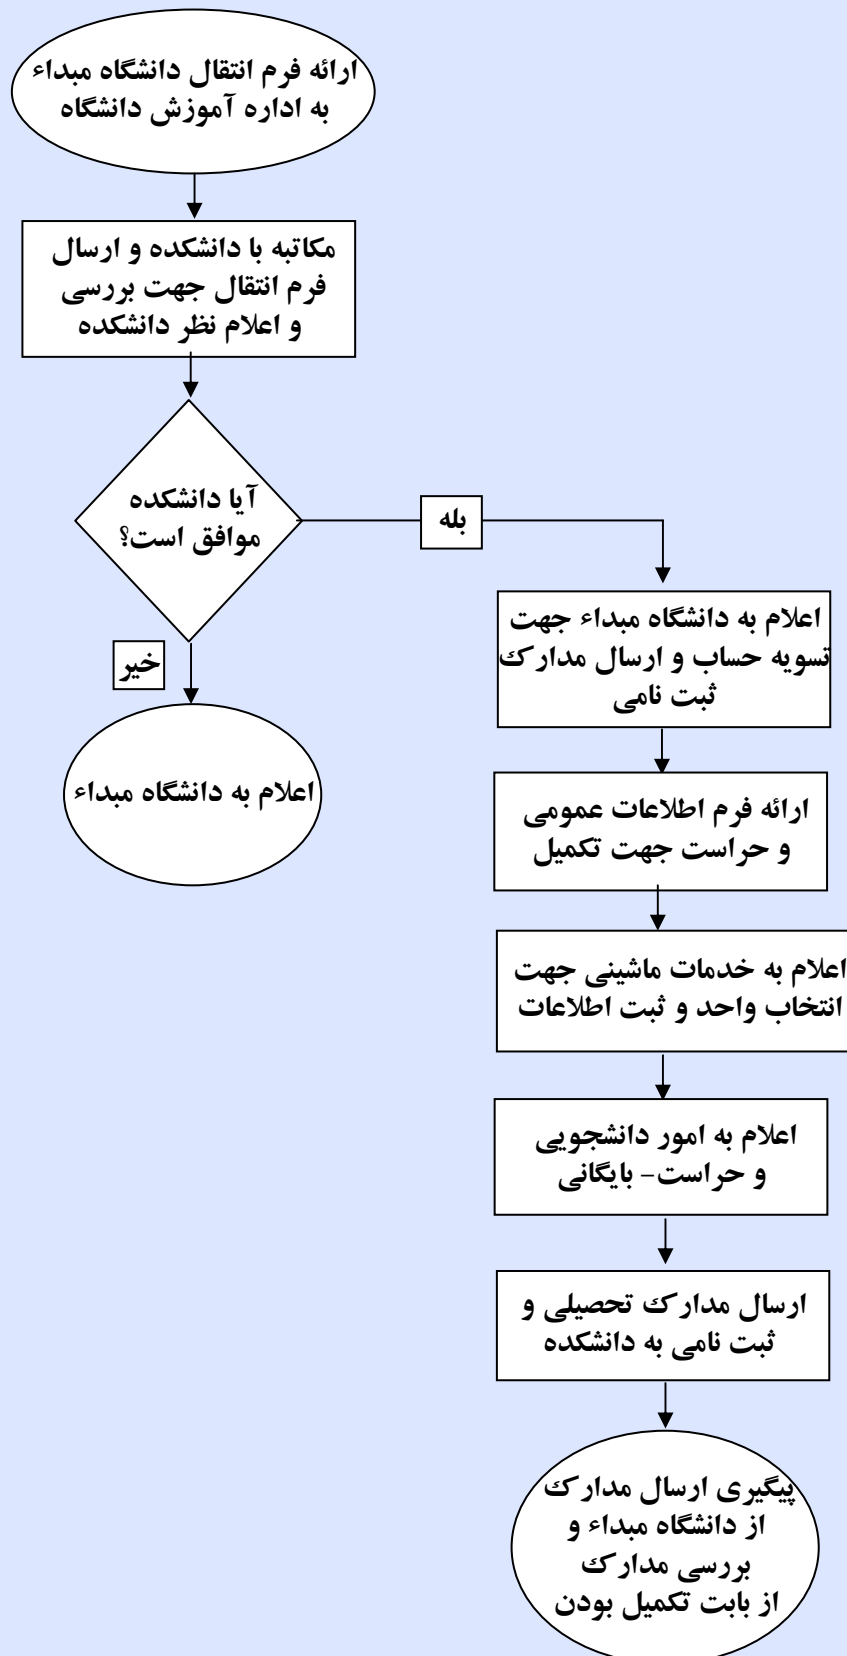 ارائه فرم انتقال دانشگاه مبداء
به اداره آموزش دانشگاه
مکاتبه با دانشکده و ارسال
فرم انتقال جهت بررسی
و اعلام نظر دانشکده
آیا دانشکده
موافق است؟
بله
خیر
اعلام به دانشگاه مبداء
اعلام به دانشگاه مبداء جهت
تسویه حساب و ارسال مدارک
ثبت نامی
ارائه فرم اطلاعات عمومی
و حراست جهت تکمیل
اعلام به خدمات ماشینی جهت
انتخاب واحد و ثبت اطلاعات
اعلام به امور دانشجویی
و حراست- بایگانی
ارسال مدارک تحصیلی و
ثبت نامی به دانشکده
پیگیری ارسال مدارک
از دانشگاه مبداء و
بررسی مدارک
از بابت تکمیل بودن